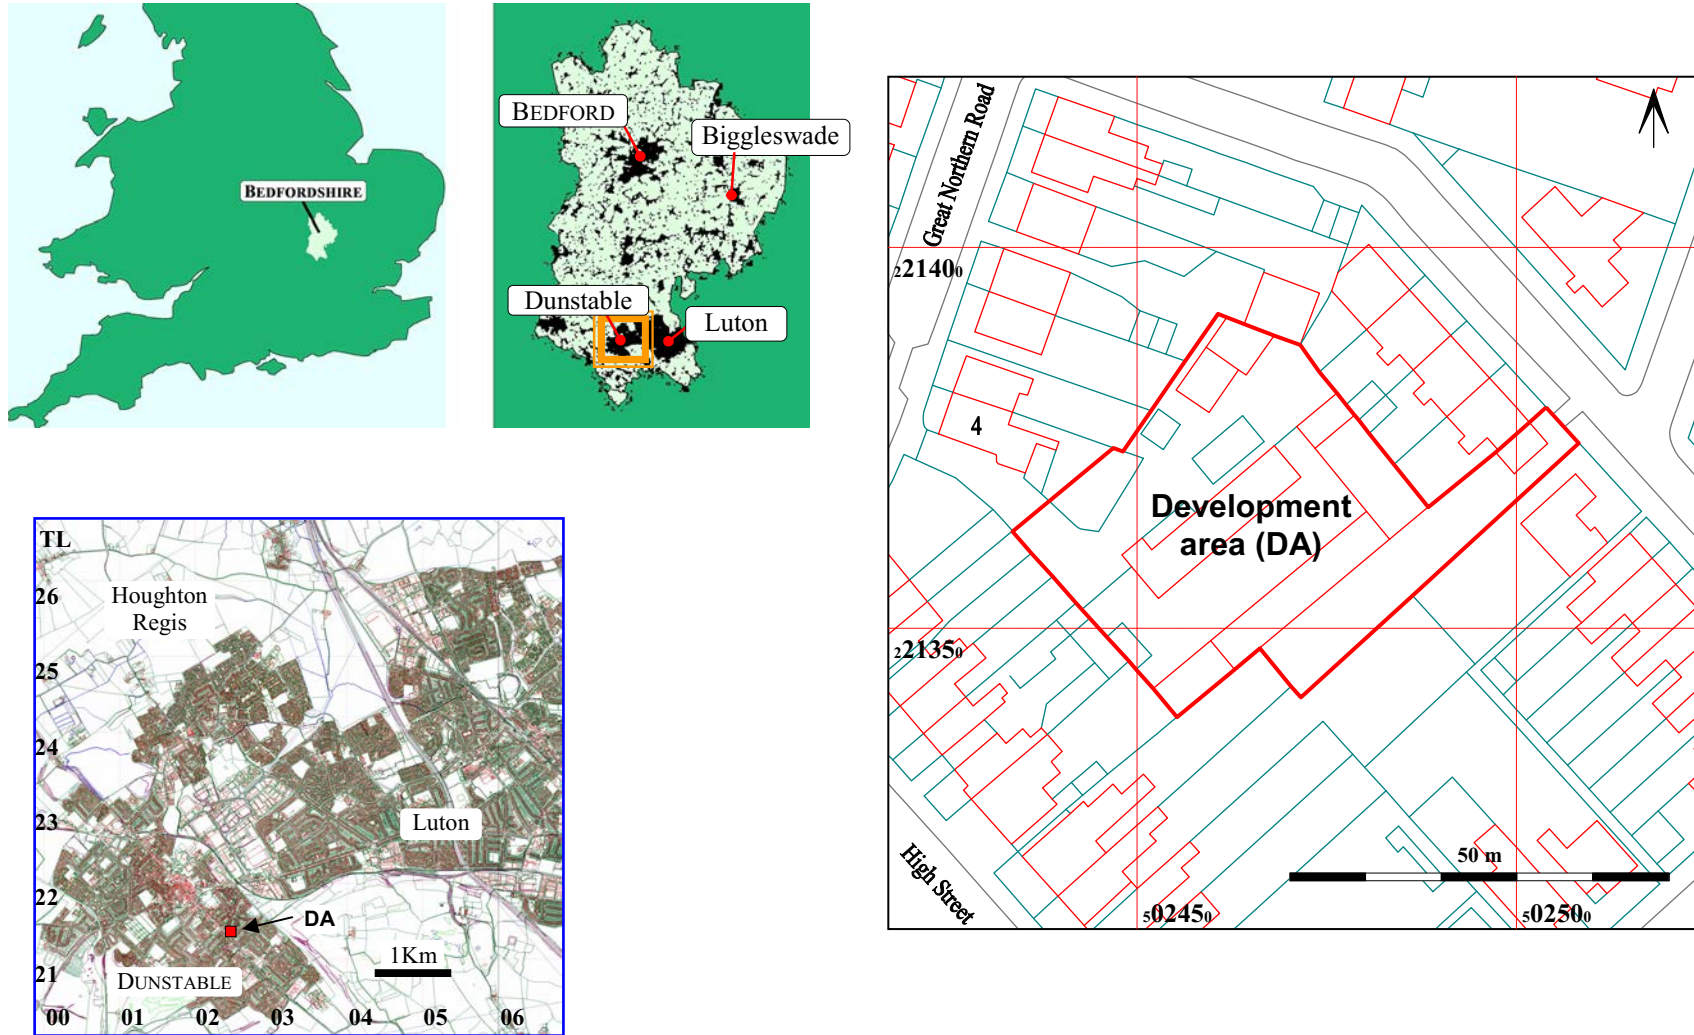 BEDFORDSHIRE
BEDFORD
Biggleswade
Dunstable
Luton
TL
26
25
24
23
22
21
00
01
02
03
04
05
06
Houghton
Regis
Luton
DA
1Km
DUNSTABLE
Great Northern Road
221400
4
Development
area (DA)
221350
High Street
50 m
502450
502500